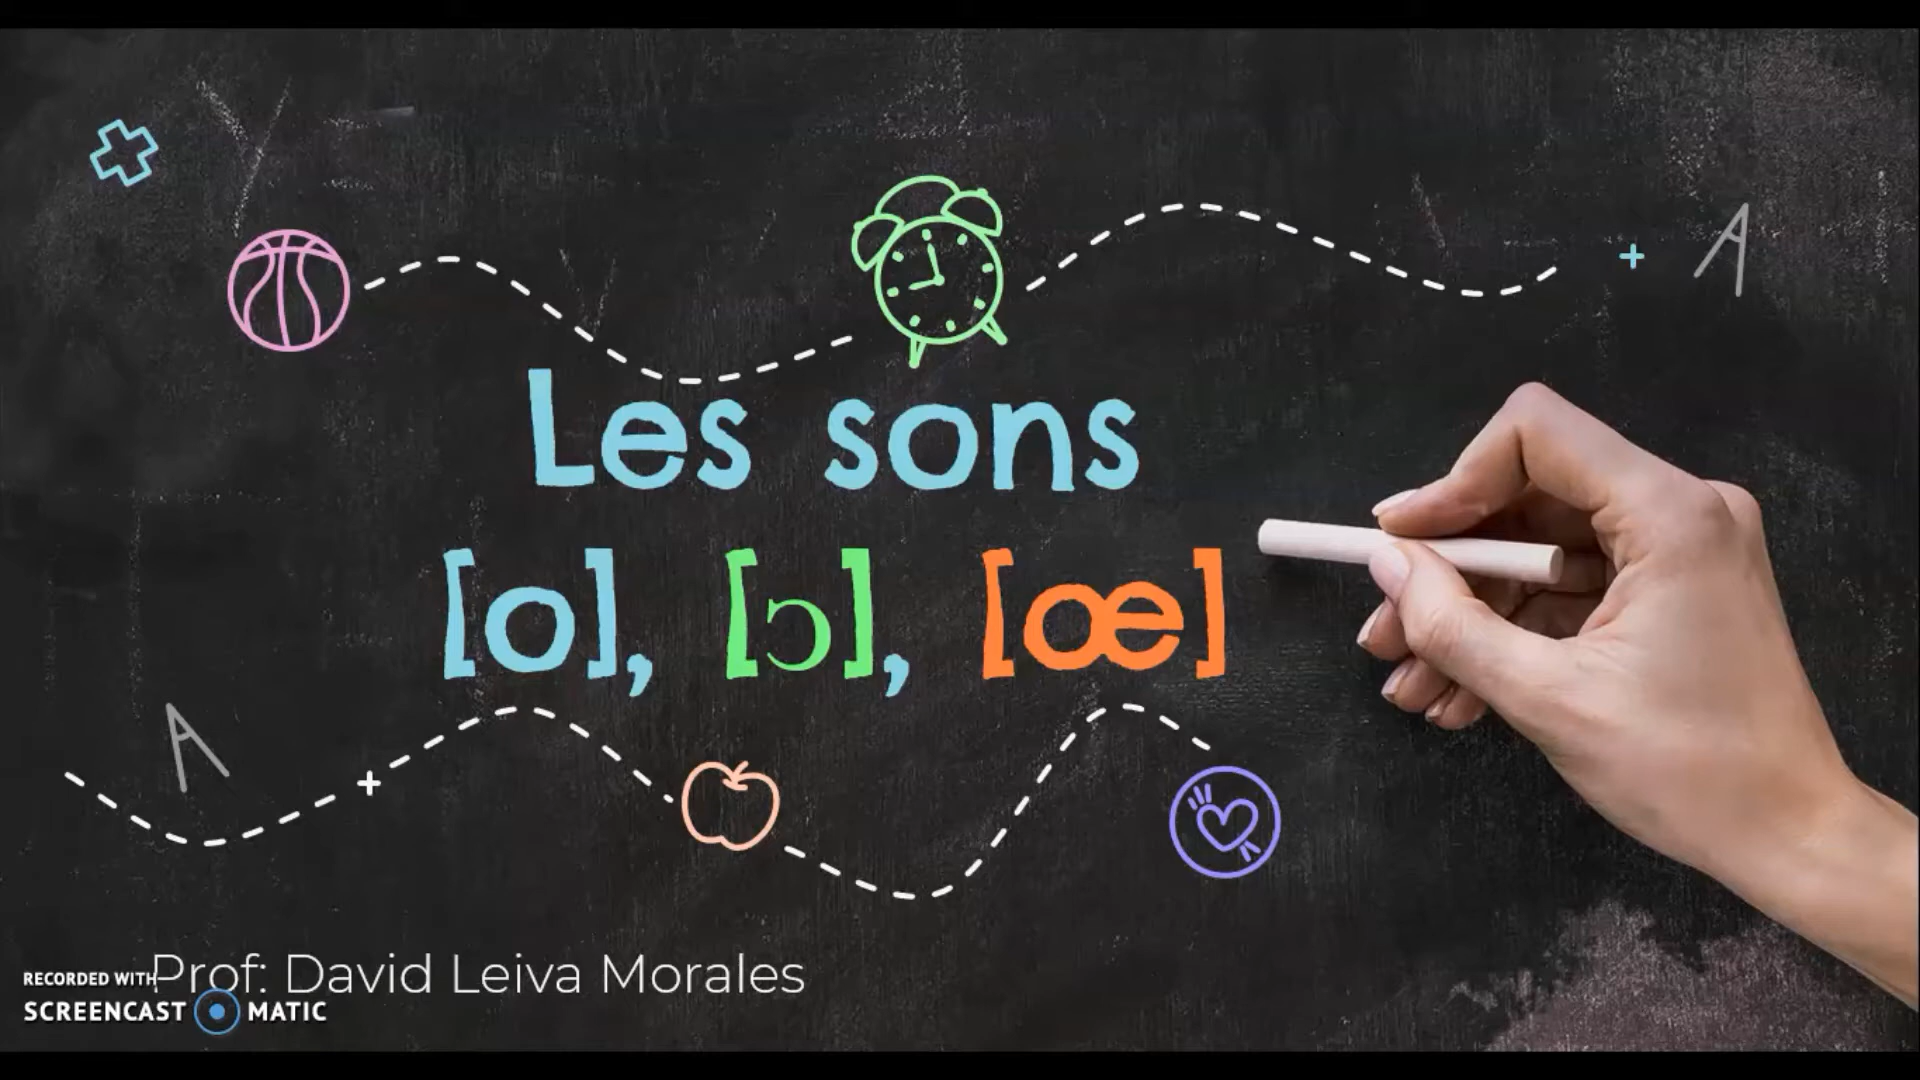 Les sons
[o], [ɔ], [œ]
Prof: David Leiva Morales
RECORDED WITH
SCREENCAST MATIC